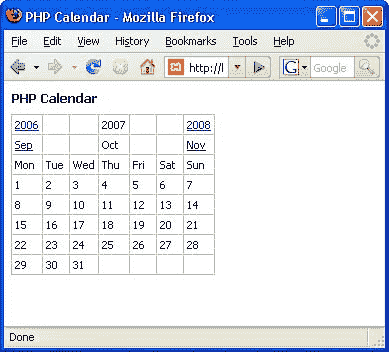 PHP Calendar - Mozilla Firefox
File Edit View History Bookmarks Tools Help
http://l Google
PHP Calendar
2006 2007 2008
Sep Oct Nov
Mon Tue Wed Thu Fri Sat Sun
1 2 3 4 5 6 7
8 9 10 11 12 13 14
15 16 17 18 19 20 21
22 23 24 25 26 27 28
29 30 31
Done